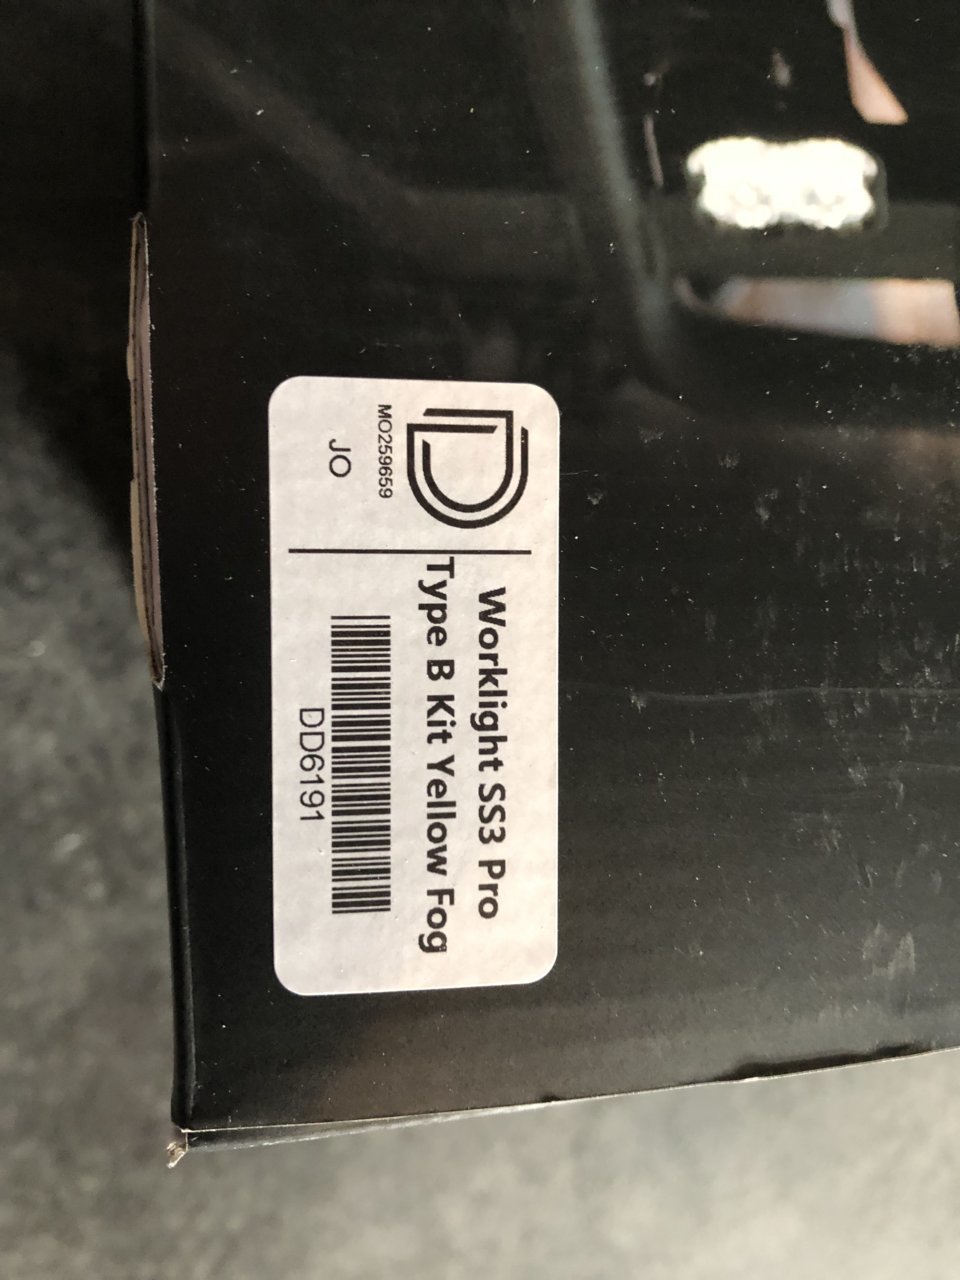 MO259659
JO
Worklight SS3 Pro
Type B Kit Yellow Fog
DD6191